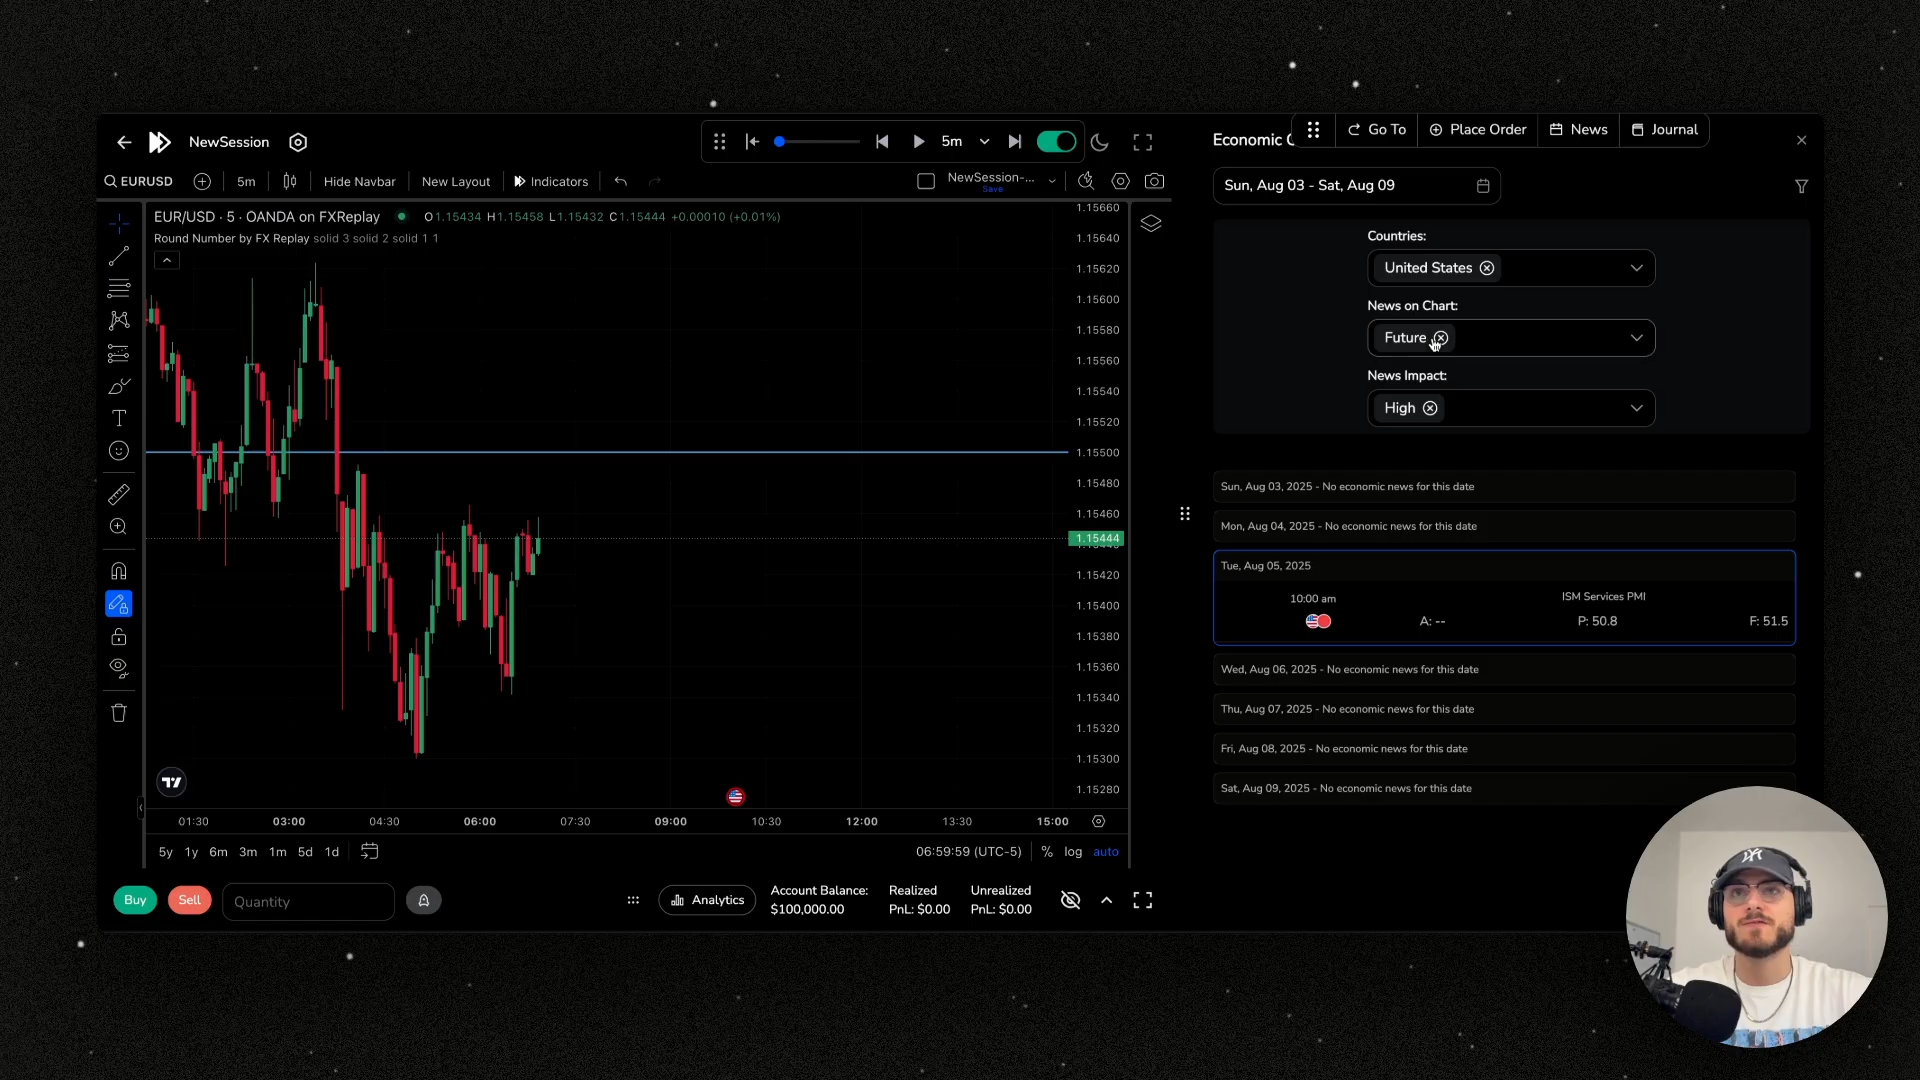 NewSession
5m
Economic C
Go To
Place Order
News
Journal
EURUSD
5m
Hide Navbar
New Layout
Indicators
NewSession-...
Save
Sun, Aug 03 - Sat, Aug 09
EUR/USD · 5 · OANDA on FXReplay
O1.15434 H1.15458 L1.15432 C1.15444 +0.00010 (+0.01%)
Round Number by FX Replay solid 3 solid 2 solid 1 1
1.15660
1.15640
1.15620
1.15600
1.15580
1.15560
1.15540
1.15520
1.15500
1.15480
1.15460
1.15444
1.15420
1.15400
1.15380
1.15360
1.15340
1.15320
1.15300
1.15280
Countries:
United States
News on Chart:
Future
News Impact:
High
Sun, Aug 03, 2025 - No economic news for this date
Mon, Aug 04, 2025 - No economic news for this date
Tue, Aug 05, 2025
10:00 am
ISM Services PMI
A: --
P: 50.8
F: 51.5
Wed, Aug 06, 2025 - No economic news for this date
Thu, Aug 07, 2025 - No economic news for this date
Fri, Aug 08, 2025 - No economic news for this date
Sat, Aug 09, 2025 - No economic news for this date
01:30 03:00 04:30 06:00 07:30 09:00 10:30 12:00 13:30 15:00
5y 1y 6m 3m 1m 5d 1d
06:59:59 (UTC-5)
% log auto
Buy
Sell
Quantity
Analytics
Account Balance:
$100,000.00
Realized
PnL: $0.00
Unrealized
PnL: $0.00